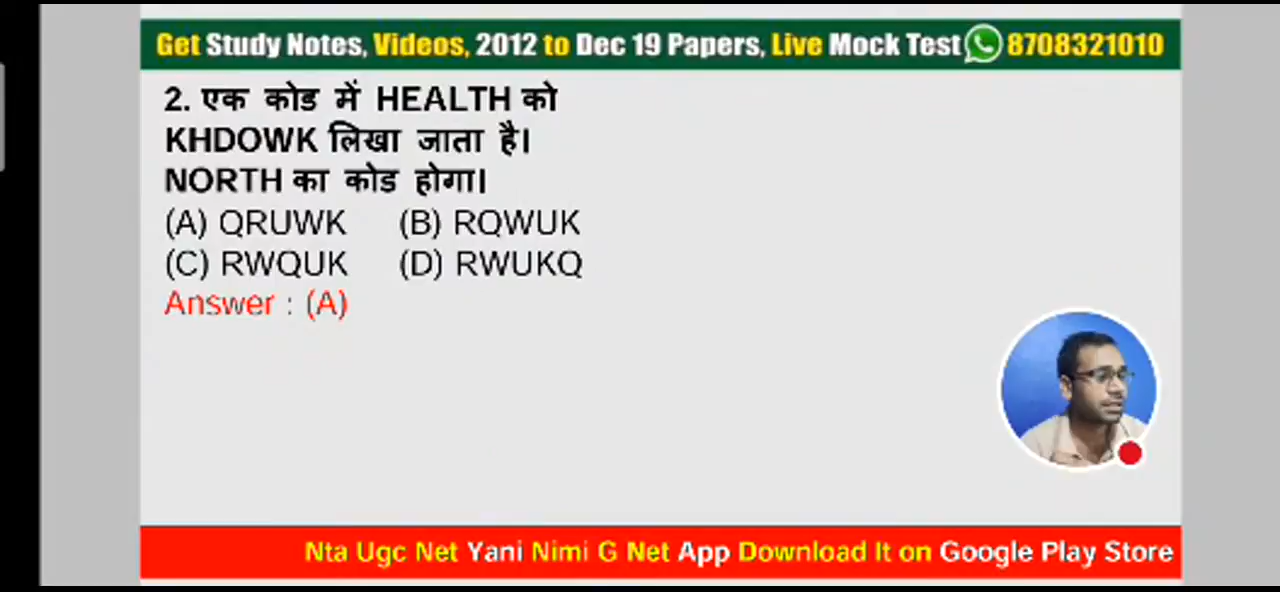 Get Study Notes, Videos, 2012 to Dec 19 Papers, Live Mock Test 8708321010
2. एक कोड में HEALTH को
KHDOWK लिखा जाता है।
NORTH का कोड होगा।
(A) QRUWK (B) RQWUK
(C) RWQUK (D) RWUKQ
Answer : (A)
Nta Ugc Net Yani Nimi G Net App Download It on Google Play Store